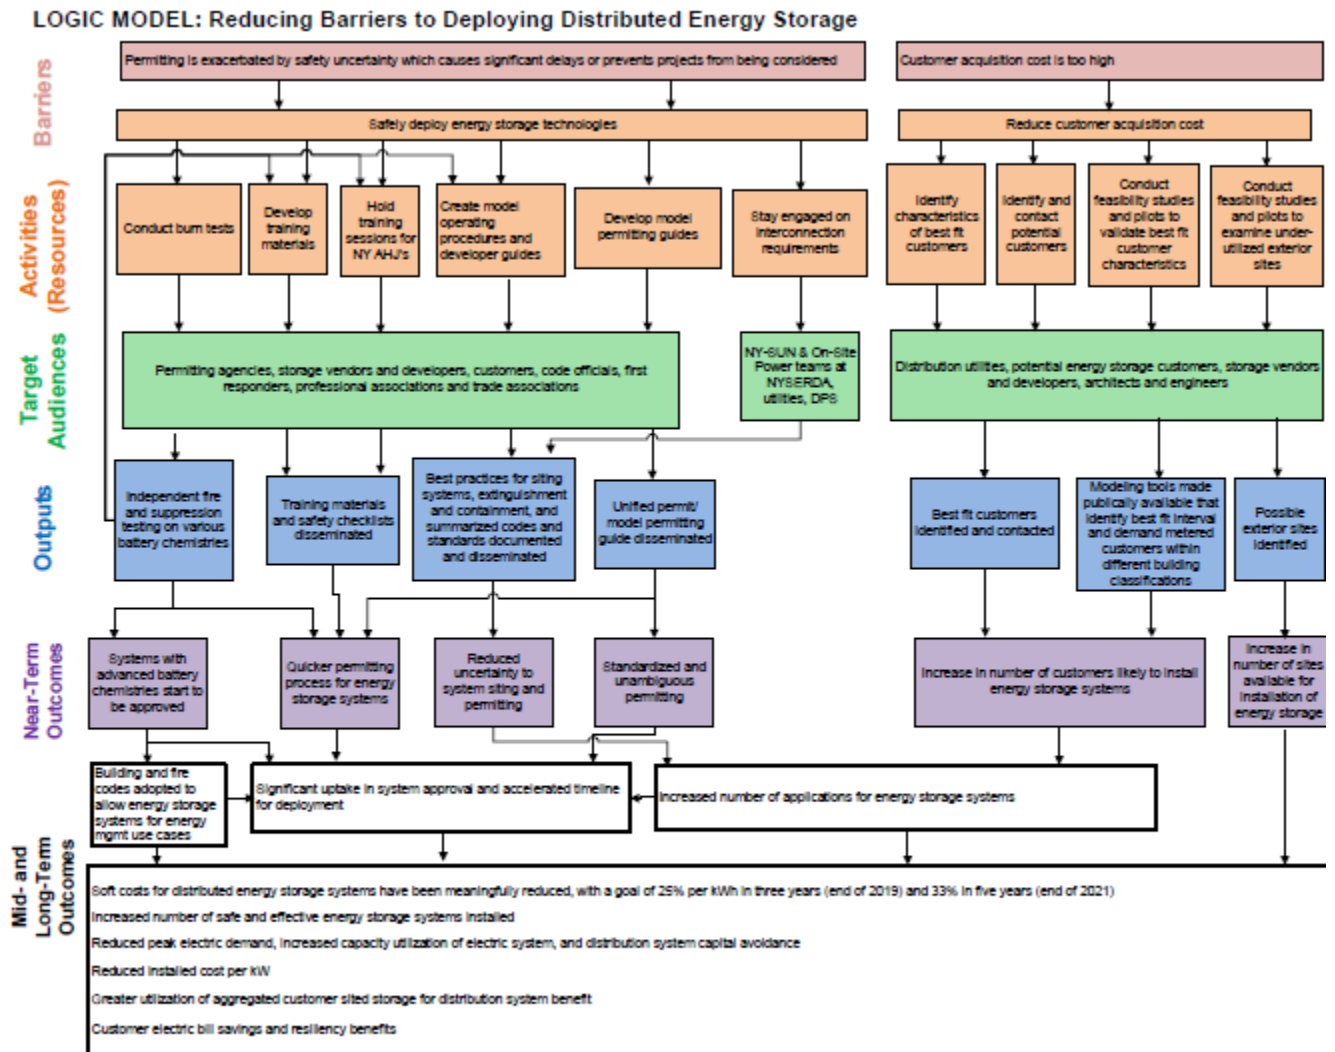 LOGIC MODEL: Reducing Barriers to Deploying Distributed Energy Storage
Barriers
Permitting is exacerbated by safety uncertainty which causes significant delays or prevents projects from being considered
Customer acquisition cost is too high
Safely deploy energy storage technologies
Reduce customer acquisition cost
Activities
(Resources)
Conduct burn tests
Develop
training
materials
Hold
training
sessions for
NY AHJ's
Create model
operating
procedures and
developer guides
Develop model
permitting guides
Stay engaged on
interconnection
requirements
Identify
characteristics
of best fit
customers
Identify and
contact
potential
customers
Conduct
feasibility studies
and pilots to
validate best fit
customer
characteristics
Conduct
feasibility studies
and pilots to
examine under-
utilized exterior
sites
Target
Audiences
Permitting agencies, storage vendors and developers, customers, code officials, first
responders, professional associations and trade associations
NY-SUN & On-Site
Power teams at
NYSERDA,
utilities, DPS
Distribution utilities, potential energy storage customers, storage vendors
and developers, architects and engineers
Outputs
Independent fire
and suppression
testing on various
battery chemistries
Training materials
and safety checklists
disseminated
Best practices for siting
systems, extinguishment
and containment, and
summarized codes and
standards documented
and disseminated
Unified permit/
model permitting
guide disseminated
Best fit customers
identified and contacted
Modeling tools made
publically available that
identify best fit interval
and demand metered
customers within
different building
classifications
Possible
exterior sites
identified
Near-Term
Outcomes
Systems with
advanced battery
chemistries start to
be approved
Quicker permitting
process for energy
storage systems
Reduced
uncertainty to
system siting and
permitting
Standardized and
unambiguous
permitting
Increase in number of customers likely to install
energy storage systems
Increase in
number of sites
available for
installation of
energy storage
Mid- and
Long-Term
Outcomes
Building and fire
codes adopted to
allow energy storage
systems for energy
mgmt use cases
Significant uptake in system approval and accelerated timeline
for deployment
Increased number of applications for energy storage systems
Soft costs for distributed energy storage systems have been meaningfully reduced, with a goal of 25% per kWh in three years (end of 2019) and 33% in five years (end of 2021)
Increased number of safe and effective energy storage systems installed
Reduced peak electric demand, increased capacity utilization of electric system, and distribution system capital avoidance
Reduced installed cost per kW
Greater utilization of aggregated customer sited storage for distribution system benefit
Customer electric bill savings and resiliency benefits